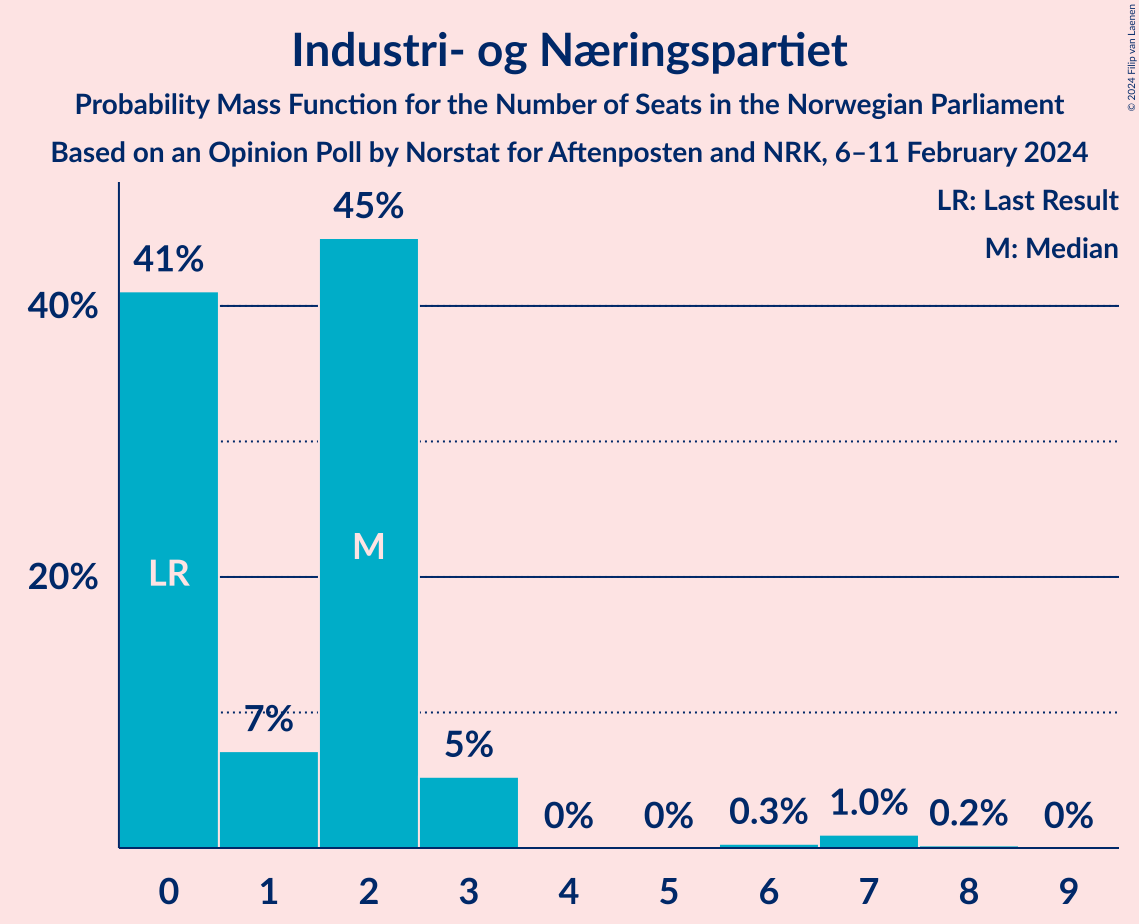 Industri- og Næringspartiet
Probability Mass Function for the Number of Seats in the Norwegian Parliament
Based on an Opinion Poll by Norstat for Aftenposten and NRK, 6–11 February 2024
© 2024 Filip van Laenen
LR: Last Result
M: Median
45%
41%
40%
M
LR
20%
7%
5%
0%
0%
0.3%
1.0%
0.2%
0%
0
1
2
3
4
5
6
7
8
9